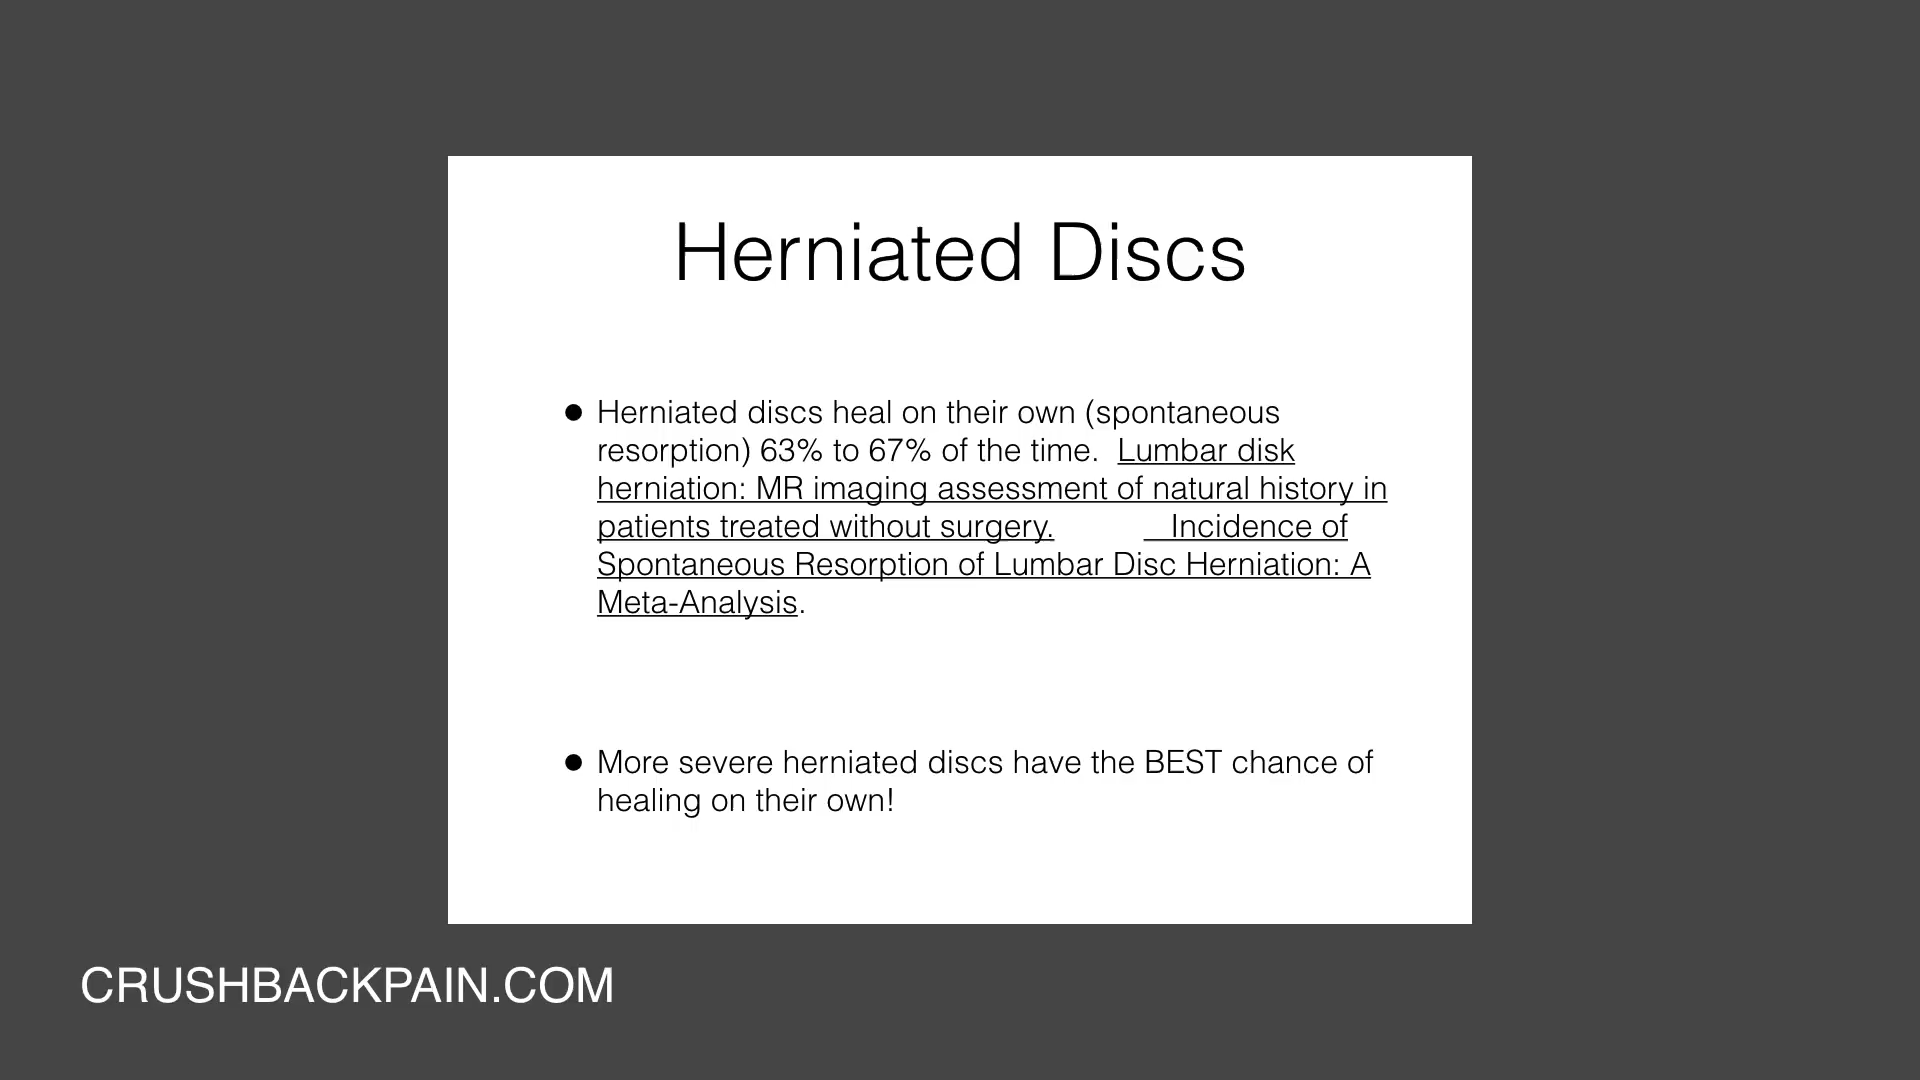 Herniated Discs
● Herniated discs heal on their own (spontaneous
resorption) 63% to 67% of the time. Lumbar disk
herniation: MR imaging assessment of natural history in
patients treated without surgery. Incidence of
Spontaneous Resorption of Lumbar Disc Herniation: A
Meta-Analysis.
● More severe herniated discs have the BEST chance of
healing on their own!
CRUSHBACKPAIN.COM